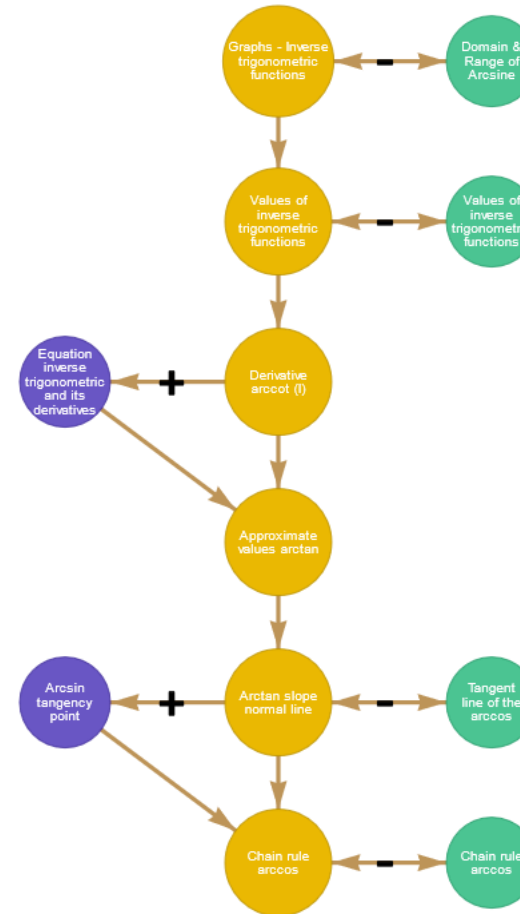 Graphs - Inverse
trigonometric
functions
Domain &
Range of
Arcsine
Values of
inverse
trigonometric
functions
Values of
inverse
trigonometric
functions
Equation
inverse
trigonometric
and its
derivatives
+
Derivative
arccot (I)
Approximate
values arctan
Arcsin
tangency
point
+
Arctan slope
normal line
-
Tangent
line of the
arccos
Chain rule
arccos
-
Chain rule
arccos